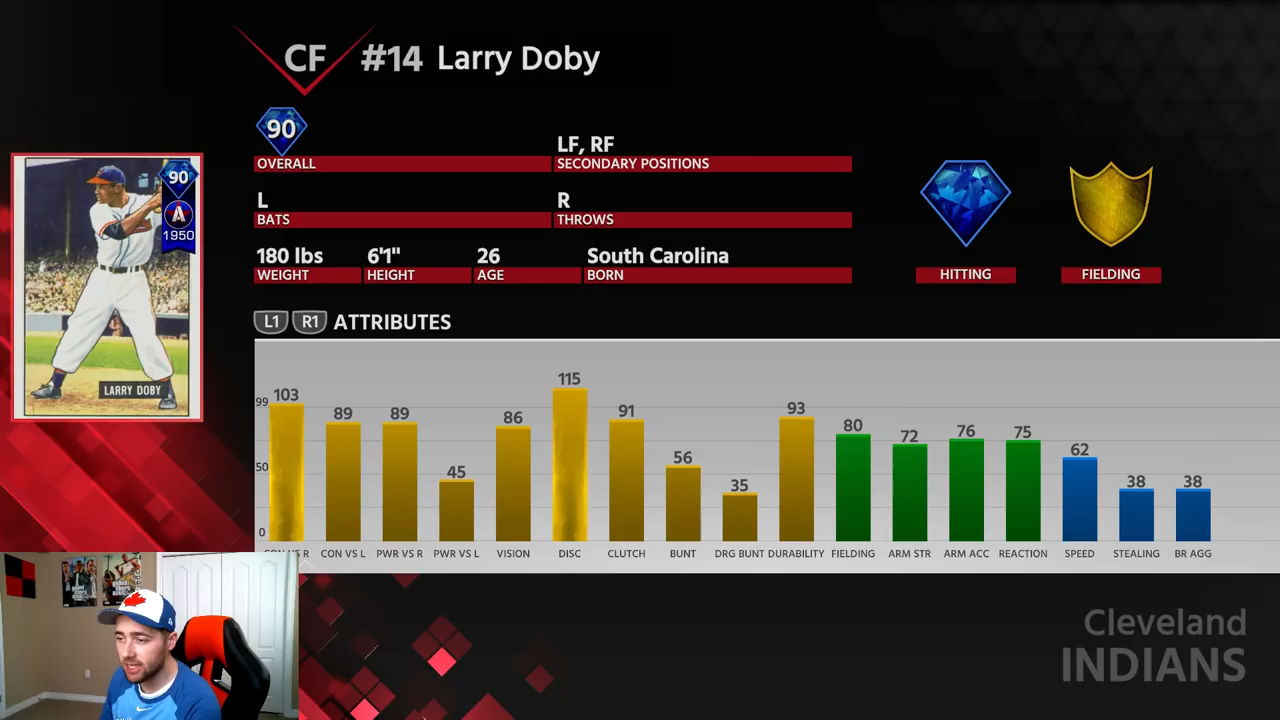 CF #14 Larry Doby
90
OVERALL
LF, RF
SECONDARY POSITIONS
L
BATS
R
THROWS
180 lbs
WEIGHT
6'1"
HEIGHT
26
AGE
South Carolina
BORN
HITTING
FIELDING
90
A
1950
LARRY DOBY
L1 R1 ATTRIBUTES
99
50
0
103 89 89 45 86 115 91 56 35 93 80 72 76 75 62 38 38
CON VS R CON VS L PWR VS R PWR VS L VISION DISC CLUTCH BUNT DRG BUNT DURABILITY FIELDING ARM STR ARM ACC REACTION SPEED STEALING BR AGG
Cleveland
INDIANS